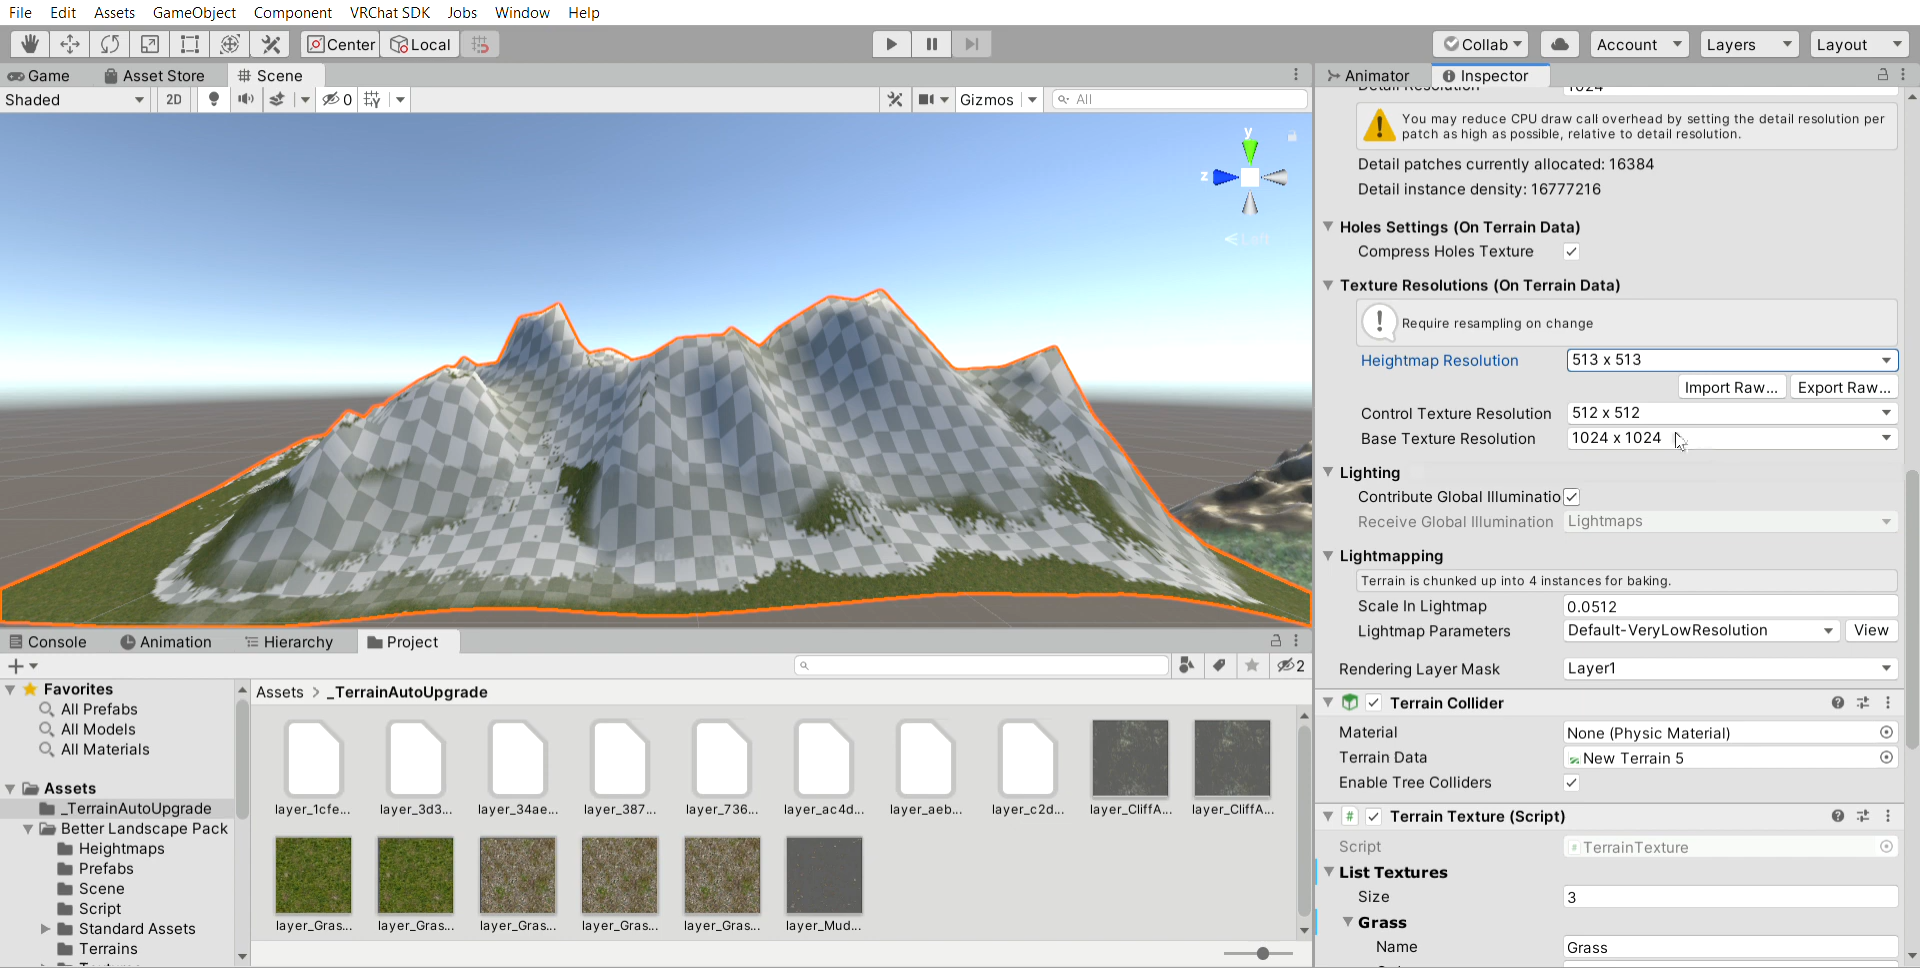 File Edit Assets GameObject Component VRChat SDK Jobs Window Help
Center Local Collab Account Layers Layout
Game Asset Store Scene
Shaded 2D 0 Gizmos All
y
z
Left
Console Animation Hierarchy Project
2
Favorites
All Prefabs
All Models
All Materials
Assets
_TerrainAutoUpgrade
Better Landscape Pack
Heightmaps
Prefabs
Scene
Script
Standard Assets
Terrains
Assets > _TerrainAutoUpgrade
layer_1cfe... layer_3d3... layer_34ae... layer_387... layer_736... layer_ac4d... layer_aeb... layer_c2d... layer_CliffA... layer_CliffA...
layer_Gras... layer_Gras... layer_Gras... layer_Gras... layer_Gras... layer_Mud...
Animator Inspector
Detail Resolution 1024
You may reduce CPU draw call overhead by setting the detail resolution per
patch as high as possible, relative to detail resolution.
Detail patches currently allocated: 16384
Detail instance density: 16777216
Holes Settings (On Terrain Data)
Compress Holes Texture
Texture Resolutions (On Terrain Data)
Require resampling on change
Heightmap Resolution 513 x 513
Import Raw... Export Raw...
Control Texture Resolution 512 x 512
Base Texture Resolution 1024 x 1024
Lighting
Contribute Global Illuminatio
Receive Global Illumination Lightmaps
Lightmapping
Terrain is chunked up into 4 instances for baking.
Scale In Lightmap 0.0512
Lightmap Parameters Default-VeryLowResolution View
Rendering Layer Mask Layer1
Terrain Collider
Material None (Physic Material)
Terrain Data New Terrain 5
Enable Tree Colliders
# Terrain Texture (Script)
Script # TerrainTexture
List Textures
Size 3
Grass
Name Grass